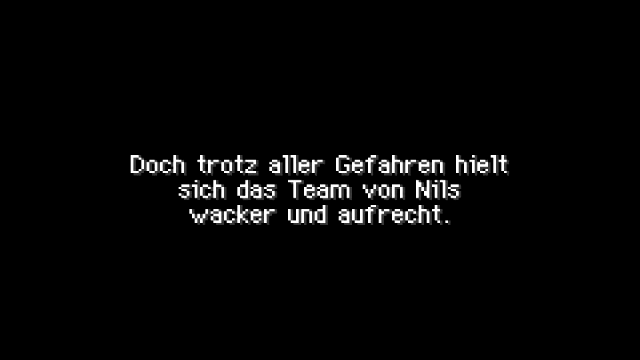 Doch trotz aller Gefahren hielt
sich das Team von Nils
wacker und aufrecht.